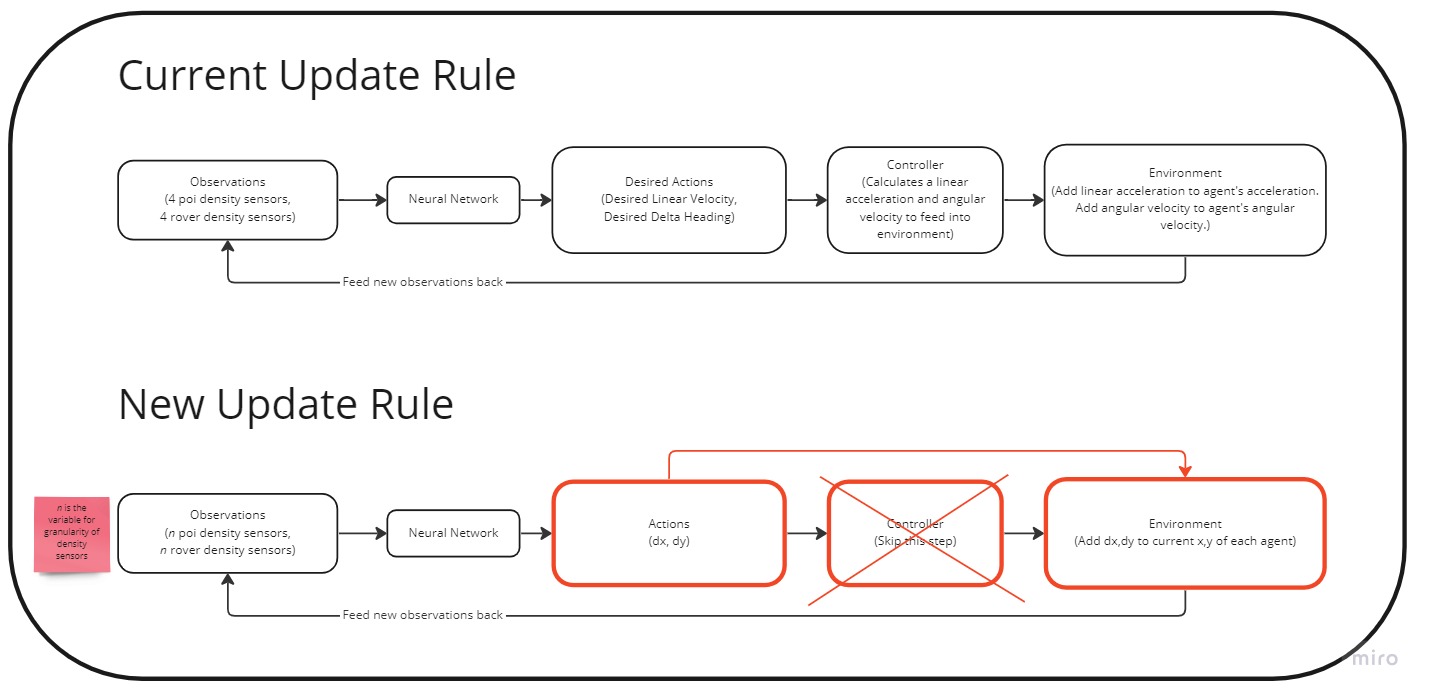 Current Update Rule
Observations
(4 poi density sensors,
4 rover density sensors)
Neural Network
Desired Actions
(Desired Linear Velocity,
Desired Delta Heading)
Controller
(Calculates a linear
acceleration and angular
velocity to feed into
environment)
Environment
(Add linear acceleration to agent's acceleration.
Add angular velocity to agent's angular
velocity.)
Feed new observations back
New Update Rule
n is the
variable for
granularity of
density
sensors
Observations
(n poi density sensors,
n rover density sensors)
Neural Network
Actions
(dx, dy)
Controller
(Skip this step)
Environment
(Add dx,dy to current x,y of each agent)
Feed new observations back
miro